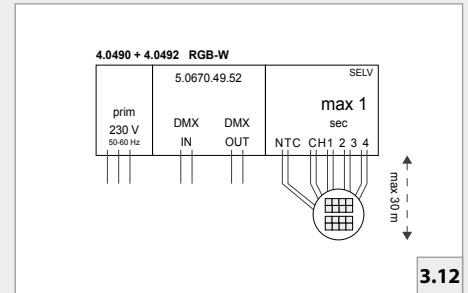 4.0490 + 4.0492 RGB-W
prim
230 V
50-60 Hz
5.0670.49.52
DMX DMX
IN OUT
SELV
max 1
sec
NTC CH1 2 3 4
max 30 m
3.12